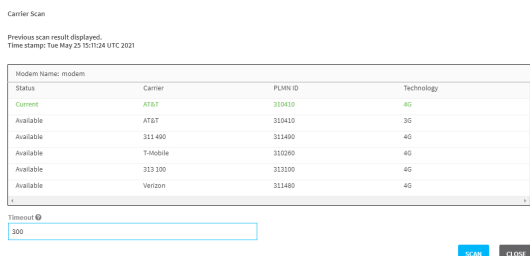 Carrier Scan
Previous scan result displayed.
Time stamp: Tue May 25 15:11:24 UTC 2021
Modem Name: modem
Status Carrier PLMN ID Technology
Current AT&T 310410 4G
Available AT&T 310410 3G
Available 311 490 311490 4G
Available T-Mobile 310260 4G
Available 313 100 313100 4G
Available Verizon 311480 4G
Timeout
300
SCAN CLOSE